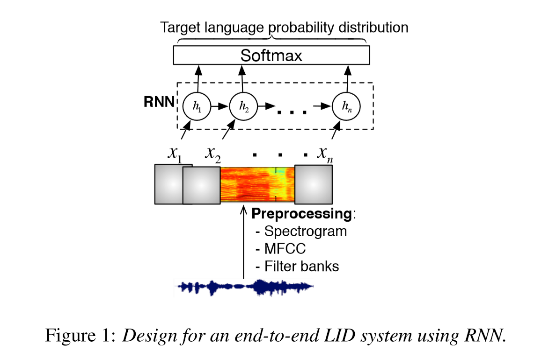 Target language probability distribution
Softmax
RNN
h1 h2 . . . hn
x1 x2 . . . xn
Preprocessing:
- Spectrogram
- MFCC
- Filter banks
Figure 1: Design for an end-to-end LID system using RNN.